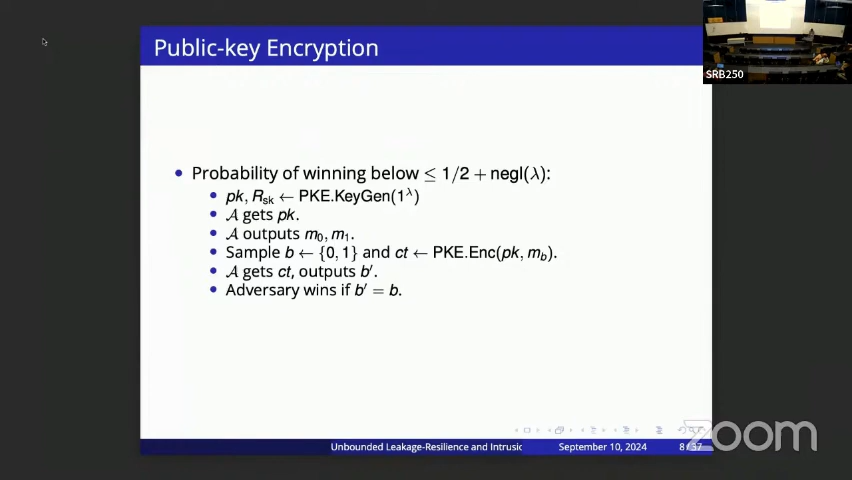 Public-key Encryption
SRB250
• Probability of winning below ≤ 1/2 + negl(λ):
• pk, R_sk ← PKE.KeyGen(1^λ)
• 𝒜 gets pk.
• 𝒜 outputs m_0, m_1.
• Sample b ← {0, 1} and ct ← PKE.Enc(pk, m_b).
• 𝒜 gets ct, outputs b′.
• Adversary wins if b′ = b.
zoom
Unbounded Leakage-Resilience and Intrusic September 10, 2024 8 / 37